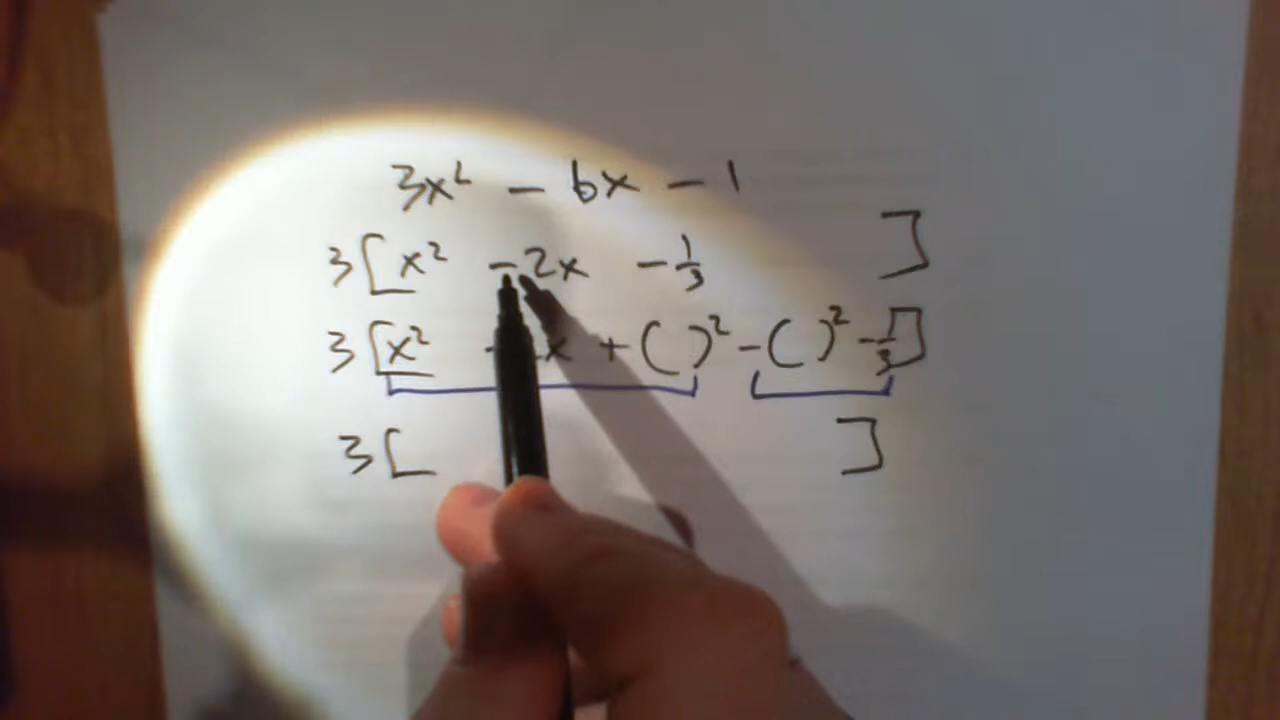 3x² - 6x - 1
3[x² -2x -1/3 ]
3[x² x + ( )² - ( )² - 1/3]
3[ ]